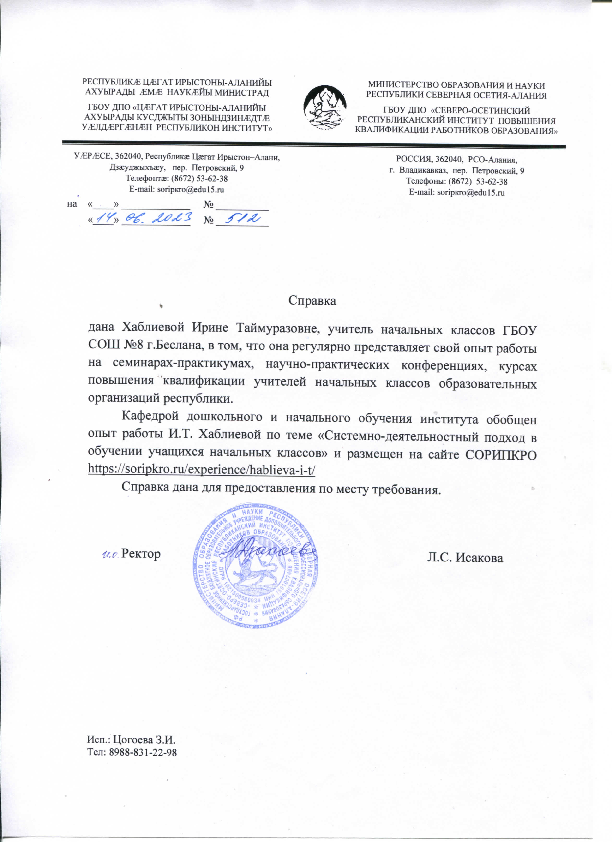 РЕСПУБЛИКÆ ЦÆГАТ ИРЫСТОНЫ-АЛАНИЙЫ
АХУЫРАДЫ ÆМÆ НАУКÆЙЫ МИНИСТРАД
ГБОУ ДПО «ЦÆГАТ ИРЫСТОНЫ-АЛАНИЙЫ
АХУЫРАДЫ КУСДЖЫТЫ ЗОНЫНДЗИНÆДТÆ
УÆЛДÆРГÆНÆН РЕСПУБЛИКОН ИНСТИТУТ»
МИНИСТЕРСТВО ОБРАЗОВАНИЯ И НАУКИ
РЕСПУБЛИКИ СЕВЕРНАЯ ОСЕТИЯ-АЛАНИЯ
ГБОУ ДПО «СЕВЕРО-ОСЕТИНСКИЙ
РЕСПУБЛИКАНСКИЙ ИНСТИТУТ ПОВЫШЕНИЯ
КВАЛИФИКАЦИИ РАБОТНИКОВ ОБРАЗОВАНИЯ»
УÆРÆСЕ, 362040, Республикæ Цæгат Ирыстон–Алани,
Дзæуджыхъæу, пер. Петровский, 9
Телефонтæ: (8672) 53-62-38
E-mail: soripкro@edu15.ru
РОССИЯ, 362040, РСО-Алания,
г. Владикавказ, пер. Петровский, 9
Телефоны: (8672) 53-62-38
E-mail: soripкro@edu15.ru
на «____» ____________ № _________
«14» 06. 2023 № 512
Справка
дана Хаблиевой Ирине Таймуразовне, учитель начальных классов ГБОУ
СОШ №8 г.Беслана, в том, что она регулярно представляет свой опыт работы
на семинарах-практикумах, научно-практических конференциях, курсах
повышения квалификации учителей начальных классов образовательных
организаций республики.
Кафедрой дошкольного и начального обучения института обобщен
опыт работы И.Т. Хаблиевой по теме «Системно-деятельностный подход в
обучении учащихся начальных классов» и размещен на сайте СОРИПКРО
https://soripkro.ru/experience/hablieva-i-t/
Справка дана для предоставления по месту требования.
и.о. Ректор
Л.С. Исакова
Исп.: Цогоева З.И.
Тел: 8988-831-22-98